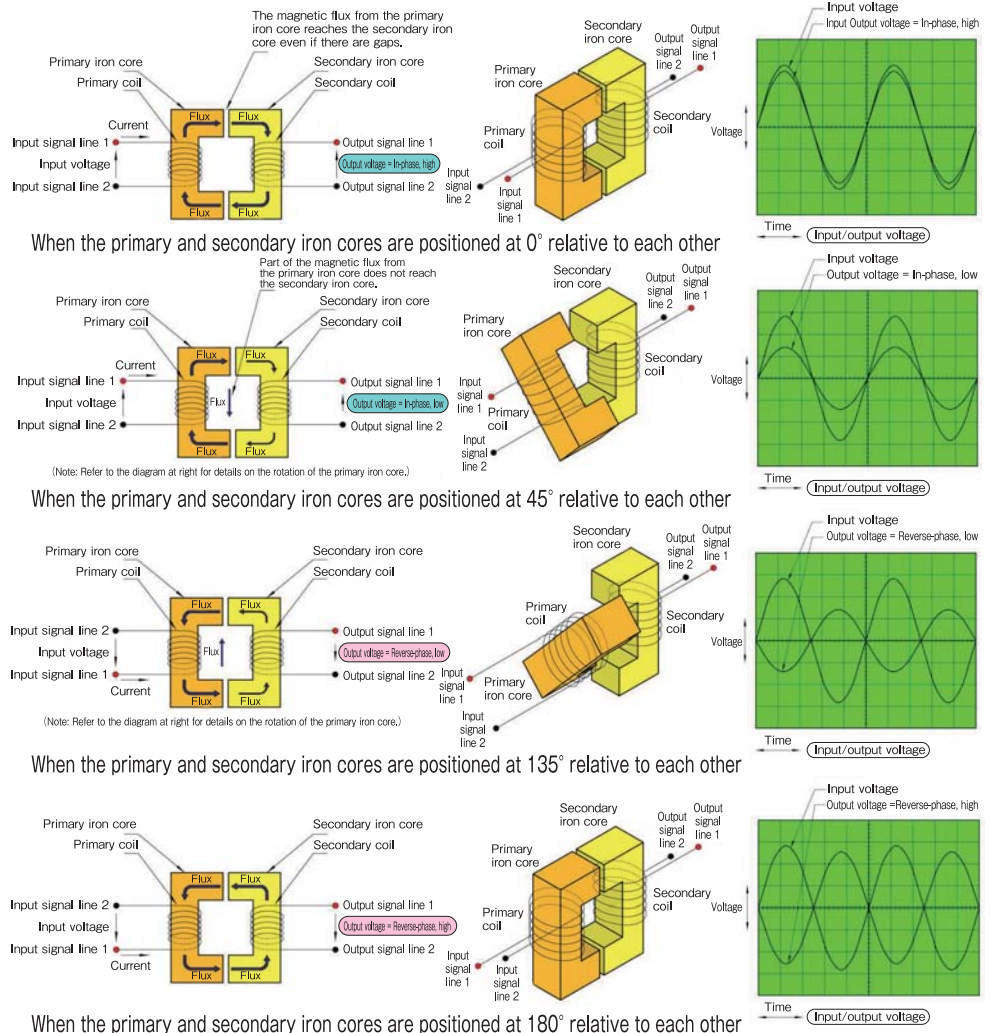 The magnetic flux from the primary
iron core reaches the secondary iron
core even if there are gaps.
Primary iron core
Primary coil
Secondary iron core
Secondary coil
Flux
Flux
Current
Input signal line 1
Input voltage
Input signal line 2
Output signal line 1
Output voltage = In-phase, high
Output signal line 2
Flux
Flux
Secondary
iron core
Output
signal
line 2
Output
signal
line 1
Primary
iron core
Primary
coil
Secondary
coil
Input
signal
line 2
Input
signal
line 1
Input voltage
Input Output voltage = In-phase, high
Voltage
Time
Input/output voltage
When the primary and secondary iron cores are positioned at 0° relative to each other
Part of the magnetic flux from
the primary iron core does not reach
the secondary iron core.
Primary iron core
Primary coil
Secondary iron core
Secondary coil
Flux
Flux
Current
Input signal line 1
Input voltage
Input signal line 2
Flux
Output signal line 1
Output voltage = In-phase, low
Output signal line 2
Flux
Flux
(Note: Refer to the diagram at right for details on the rotation of the primary iron core.)
Secondary
iron core
Output
signal
line 2
Output
signal
line 1
Primary
iron core
Secondary
coil
Input
signal
line 1
Primary
coil
Input
signal
line 2
Input voltage
Output voltage = In-phase, low
Voltage
Time
Input/output voltage
When the primary and secondary iron cores are positioned at 45° relative to each other
Primary iron core
Primary coil
Secondary iron core
Secondary coil
Flux
Flux
Input signal line 2
Input voltage
Input signal line 1
Current
Flux
Output signal line 1
Output voltage = Reverse-phase, low
Output signal line 2
Flux
Flux
(Note: Refer to the diagram at right for details on the rotation of the primary iron core.)
Secondary
iron core
Output
signal
line 2
Output
signal
line 1
Primary
coil
Secondary
coil
Primary
iron core
Input
signal
line 1
Input
signal
line 2
Input voltage
Output voltage = Reverse-phase, low
Voltage
Time
Input/output voltage
When the primary and secondary iron cores are positioned at 135° relative to each other
Primary iron core
Primary coil
Secondary iron core
Secondary coil
Flux
Flux
Input signal line 2
Input voltage
Input signal line 1
Current
Output signal line 1
Output voltage = Reverse-phase, high
Output signal line 2
Flux
Flux
Secondary
iron core
Output
signal
line 2
Output
signal
line 1
Primary
iron core
Primary
coil
Secondary
coil
Input
signal
line 1
Input
signal
line 2
Input voltage
Output voltage =Reverse-phase, high
Voltage
Time
Input/output voltage
When the primary and secondary iron cores are positioned at 180° relative to each other